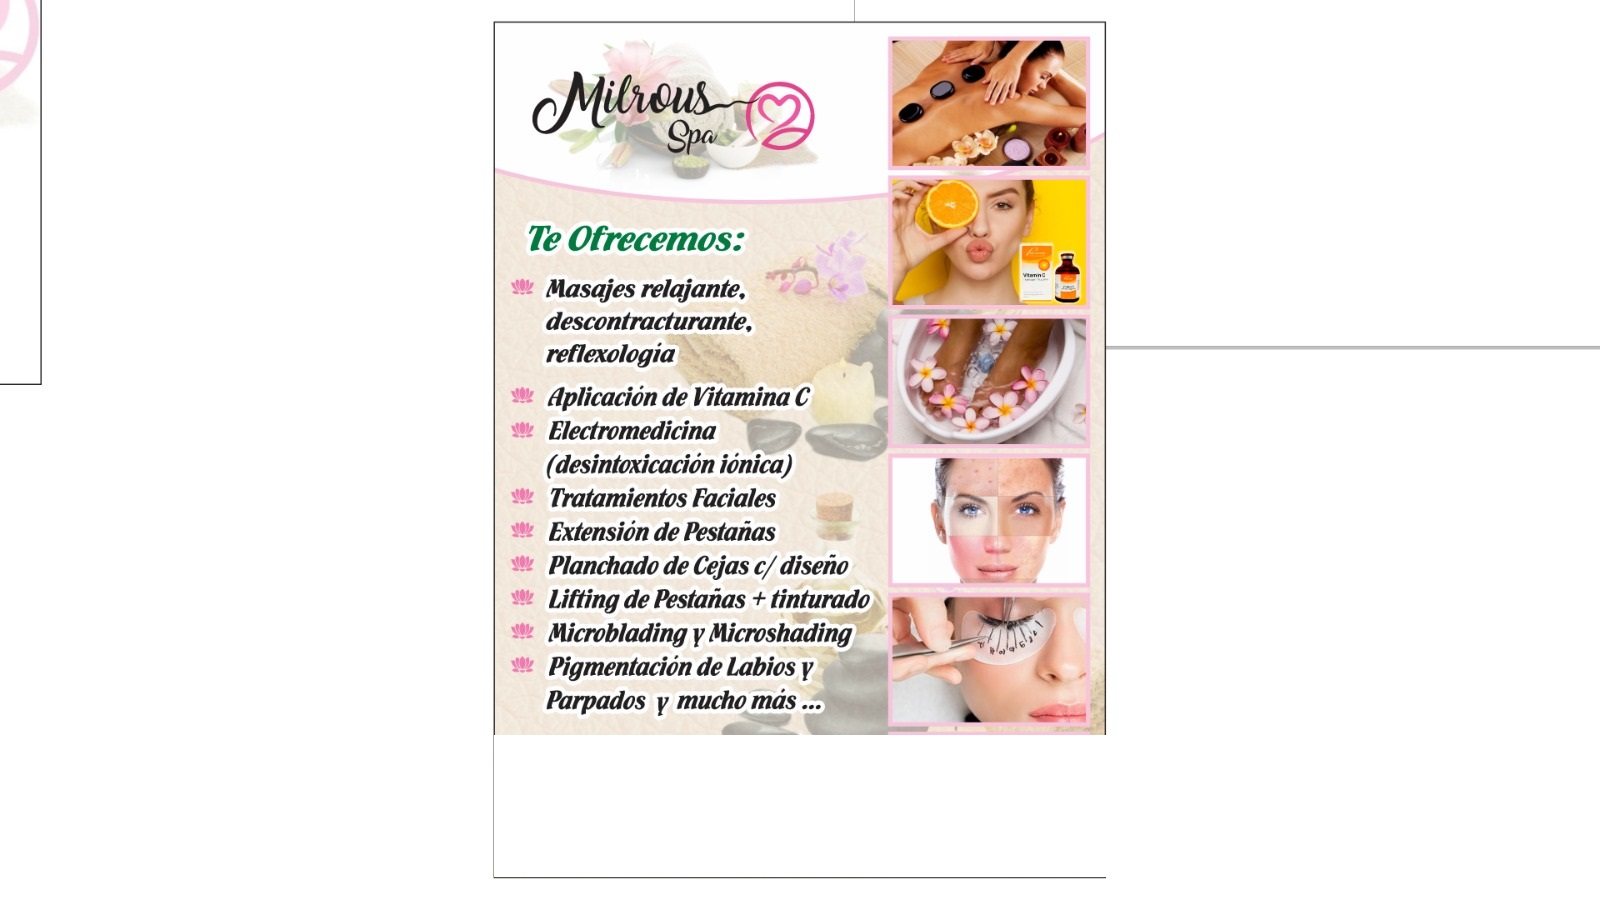 Milrous
Spa
Te Ofrecemos:
Masajes relajante,
descontracturante,
reflexología
Aplicación de Vitamina C
Electromedicina
(desintoxicación iónica)
Tratamientos Faciales
Extensión de Pestañas
Planchado de Cejas c/ diseño
Lifting de Pestañas + tinturado
Microblading y Microshading
Pigmentación de Labios y
Parpados y mucho más ...
Vitamin C